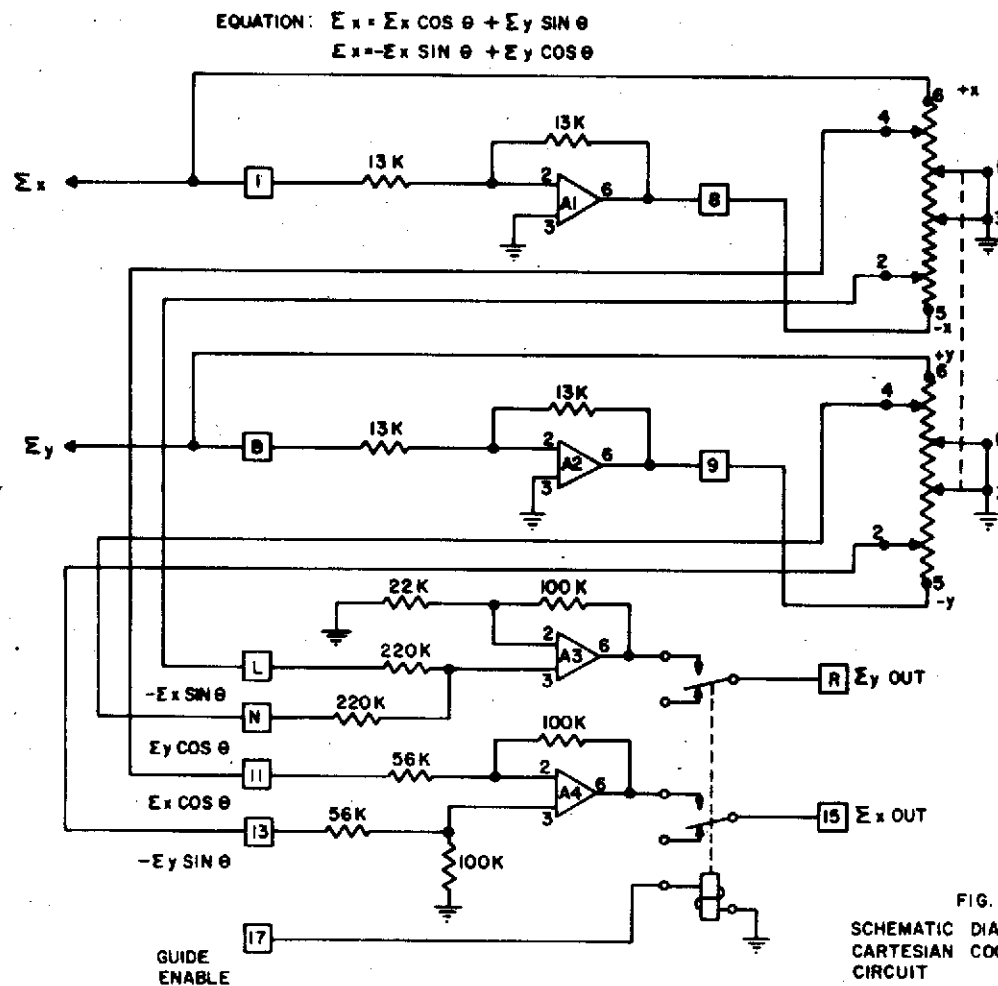 EQUATION: Σx = Σx COS θ + Σy SIN θ
Σx=-Σx SIN θ + Σy COS θ
6 +x
4
13K
13K
Σx
1
2
6
A1
3
8
2
5
-x
+y
6
4
13K
13K
Σy
B
2
6
A2
3
9
2
5
-y
22K
100K
2
6
A3
3
L
220K
-Σx SIN θ
N
220K
R
Σy OUT
Σy COS θ
100K
11
56K
2
6
A4
3
Σx COS θ
13
56K
15
Σx OUT
-Σy SIN θ
100K
17
GUIDE
ENABLE
FIG.
SCHEMATIC DIA
CARTESIAN COO
CIRCUIT